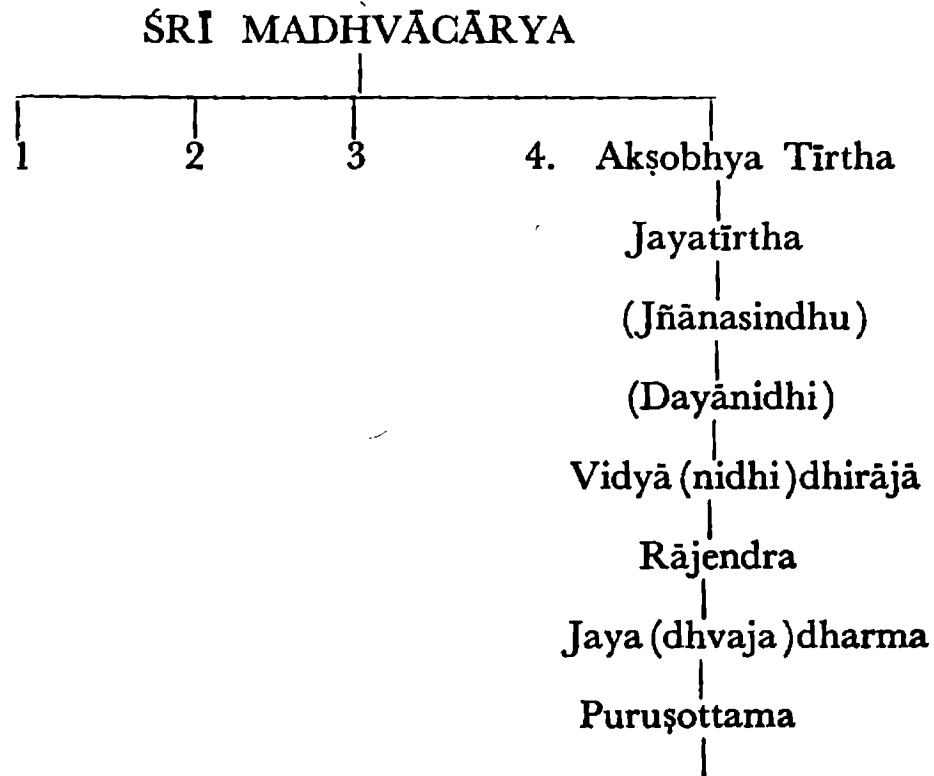 ŚRĪ MADHVĀCĀRYA
1 2 3 4. Akṣobhya Tīrtha
Jayatīrtha
(Jñānasindhu)
(Dayānidhi)
Vidyā(nidhi)dhirājā
Rājendra
Jaya(dhvaja)dharma
Puruṣottama